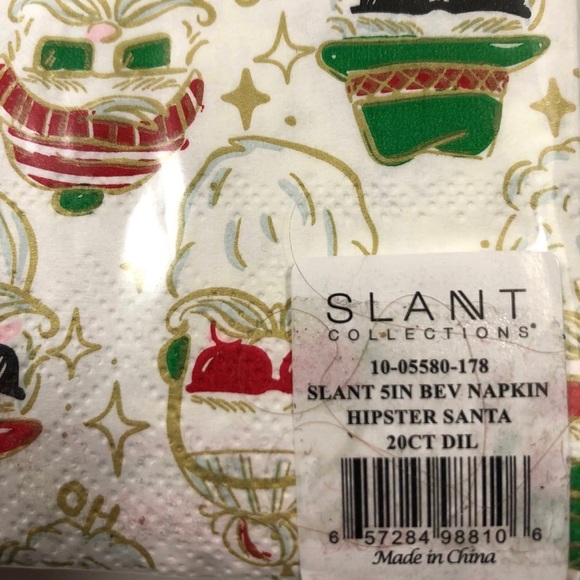 SLANT
COLLECTIONS®
10-05580-178
SLANT 5IN BEV NAPKIN
HIPSTER SANTA
20CT DIL
6 57284 98810 6
Made in China
HO